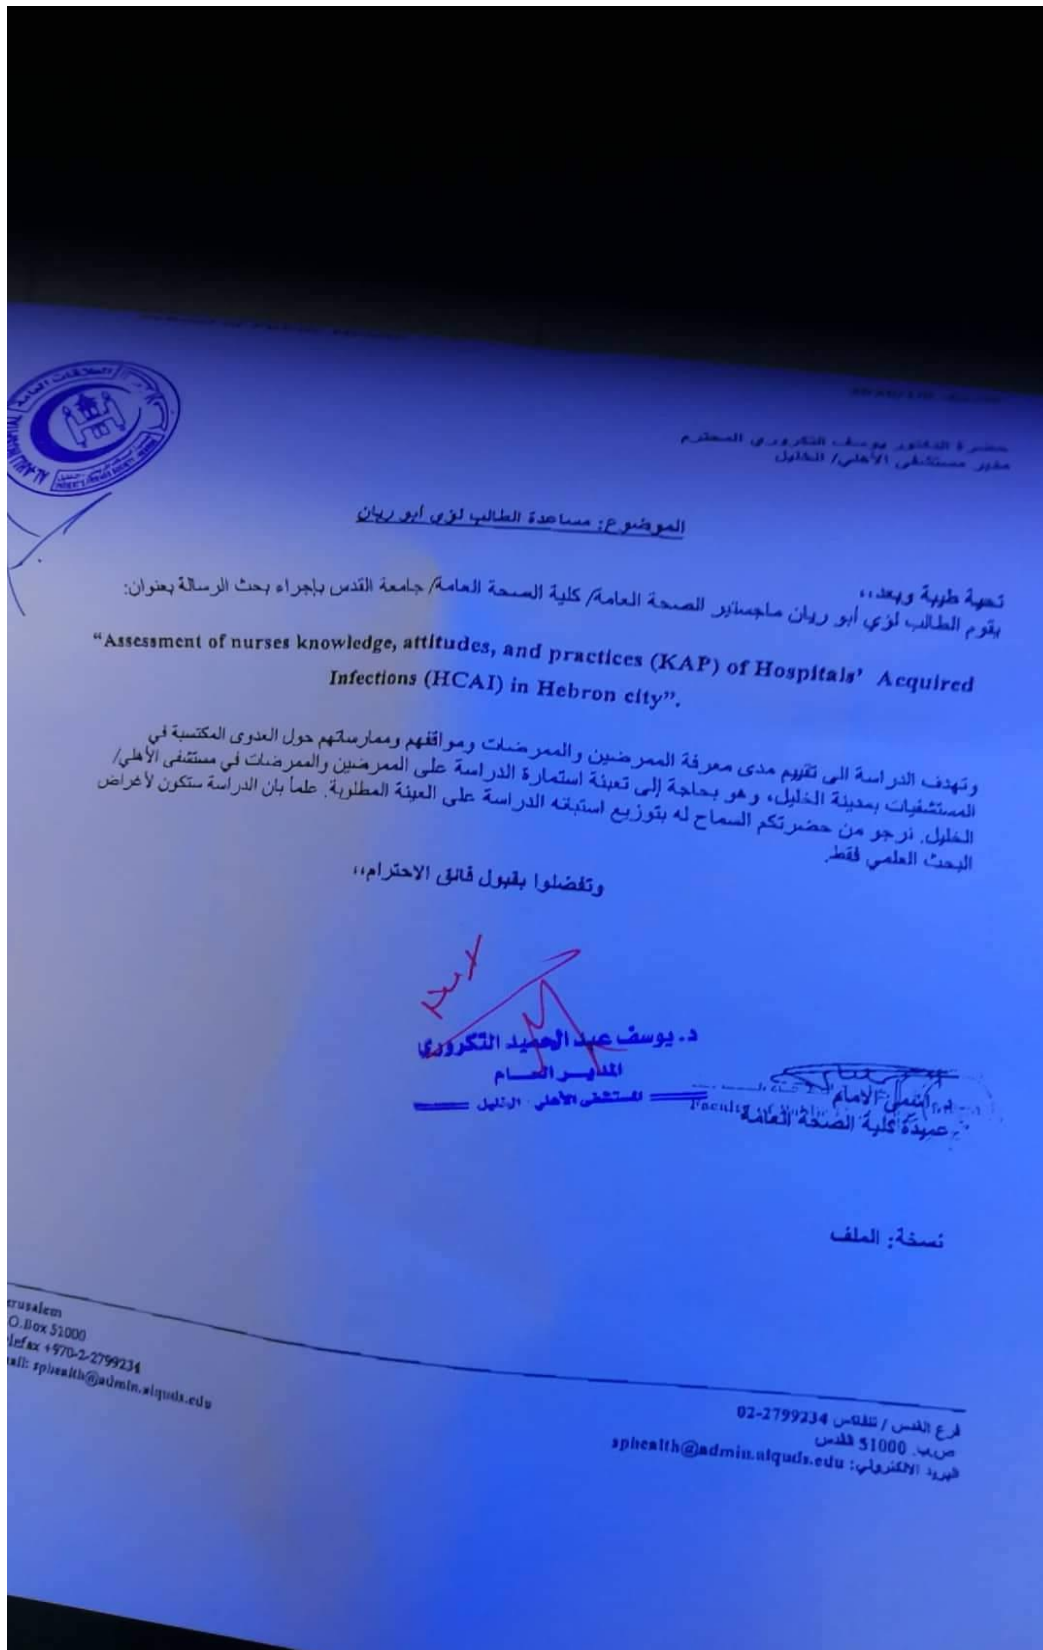 حضرة الدكتور يوسف التكروري المحترم
مدير مستشفى الأهلي/ الخليل
العلاقات العامة
AL-AHLI HOSPITAL
الموضوع: مساعدة الطالب لؤي أبو ريان
تحية طيبة وبعد،،
يقوم الطالب لؤي أبو ريان ماجستير الصحة العامة/ كلية الصحة العامة/ جامعة القدس بإجراء بحث الرسالة بعنوان:
“Assessment of nurses knowledge, attitudes, and practices (KAP) of Hospitals’ Acquired
Infections (HCAI) in Hebron city”.
وتهدف الدراسة الى تقييم مدى معرفة الممرضين والممرضات ومواقفهم وممارساتهم حول العدوى المكتسبة في
المستشفيات بمدينة الخليل، وهو بحاجة إلى تعبئة استمارة الدراسة على الممرضين والممرضات في مستشفى الأهلي/
الخليل. نرجو من حضرتكم السماح له بتوزيع استبانه الدراسة على العينة المطلوبة. علماً بان الدراسة ستكون لأغراض
البحث العلمي فقط.
وتفضلوا بقبول فائق الاحترام،،
د. يوسف عبد الحميد التكروري
المدير العام
المستشفى الأهلي - الخليل
الامام
عميدة كلية الصحة العامة
نسخة: الملف
erusalem
.O.Box 51000
lefax +970-2-2799234
ail: sphealth@admin.alquds.edu
فرع القدس / تلفاكس 02-2799234
ص.ب. 51000 القدس
البريد الالكتروني: sphealth@admin.alquds.edu